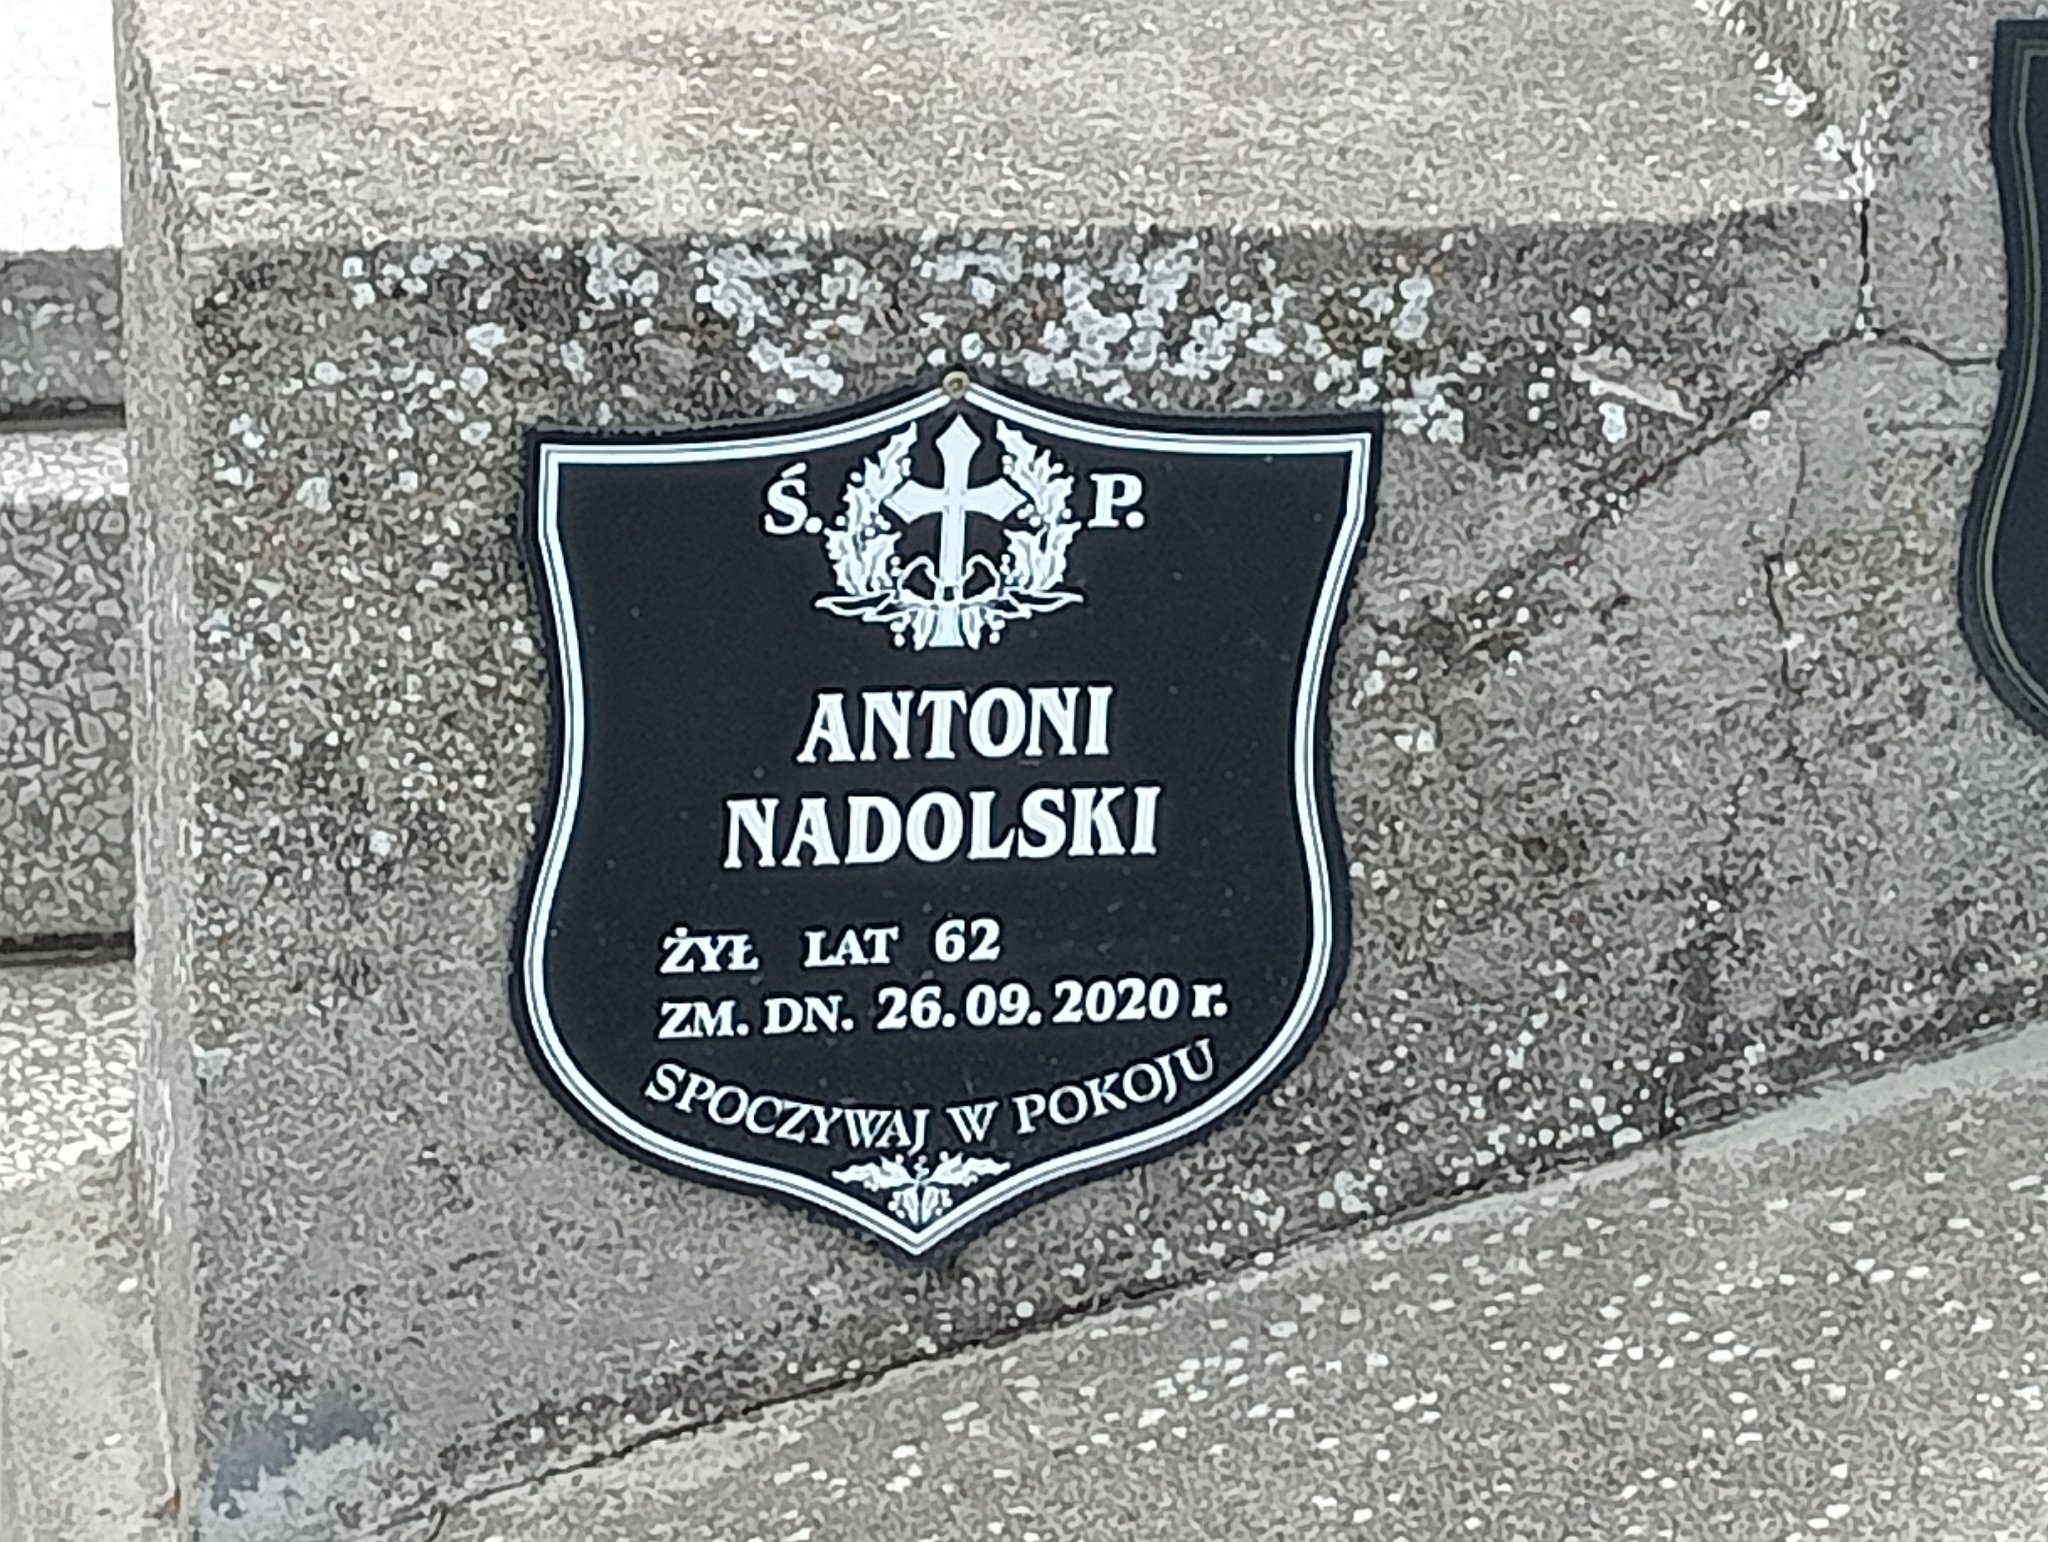 Ś. P.
ANTONI
NADOLSKI
ŻYŁ LAT 62
ZM. DN. 26.09.2020 r.
SPOCZYWAJ W POKOJU